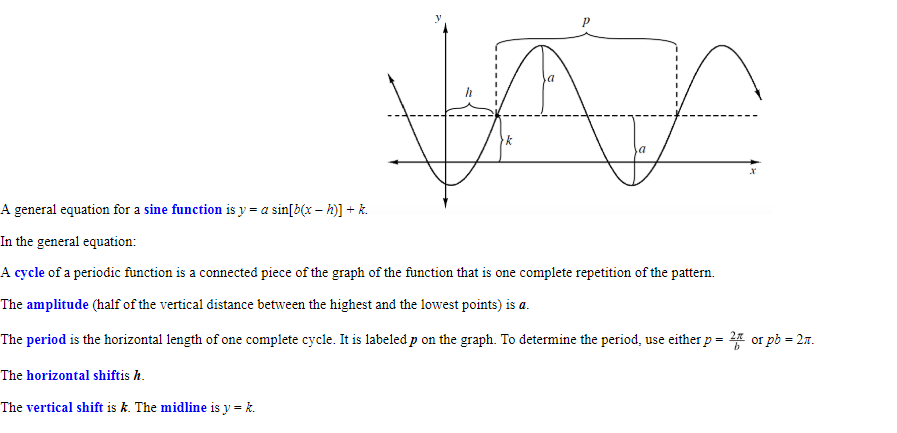 y
p
a
h
k
a
x
A general equation for a sine function is y = a sin[b(x – h)] + k.
In the general equation:
A cycle of a periodic function is a connected piece of the graph of the function that is one complete repetition of the pattern.
The amplitude (half of the vertical distance between the highest and the lowest points) is a.
The period is the horizontal length of one complete cycle. It is labeled p on the graph. To determine the period, use either p = 2π/b or pb = 2π.
The horizontal shiftis h.
The vertical shift is k. The midline is y = k.